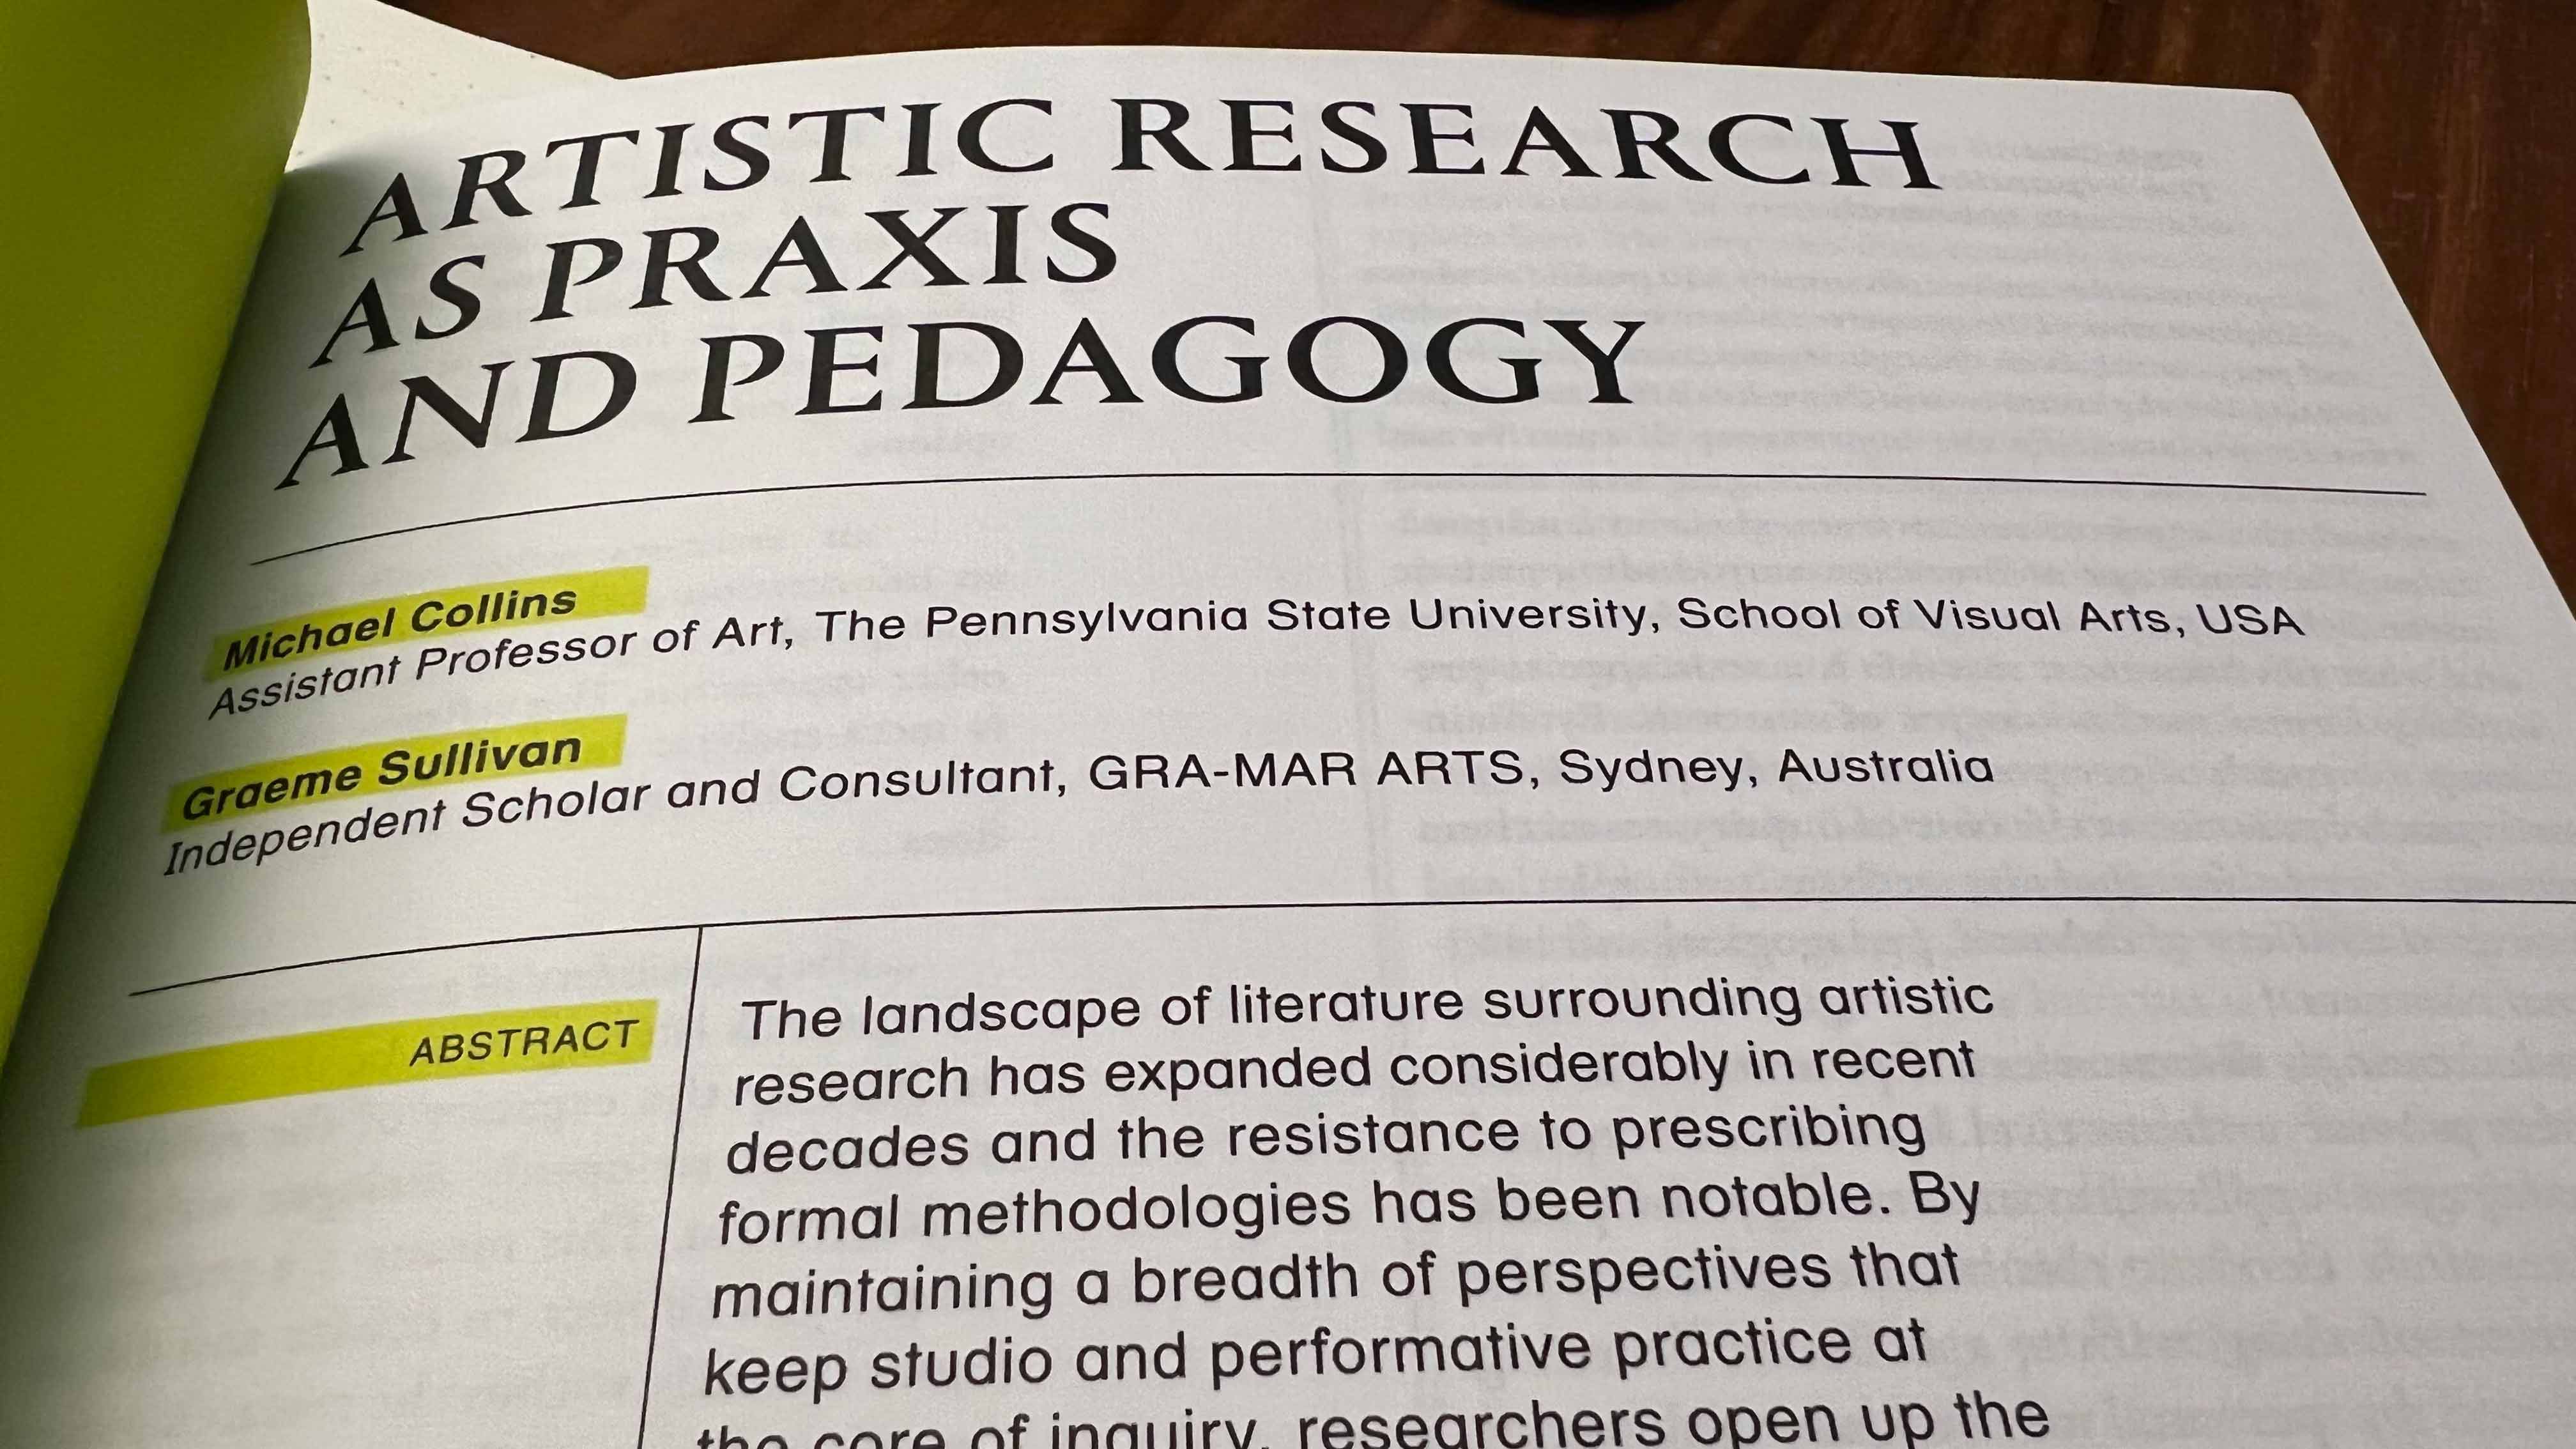 ARTISTIC RESEARCH
AS PRAXIS
AND PEDAGOGY
Michael Collins
Assistant Professor of Art, The Pennsylvania State University, School of Visual Arts, USA
Graeme Sullivan
Independent Scholar and Consultant, GRA-MAR ARTS, Sydney, Australia
ABSTRACT
The landscape of literature surrounding artistic
research has expanded considerably in recent
decades and the resistance to prescribing
formal methodologies has been notable. By
maintaining a breadth of perspectives that
keep studio and performative practice at
the core of inquiry, researchers open up the